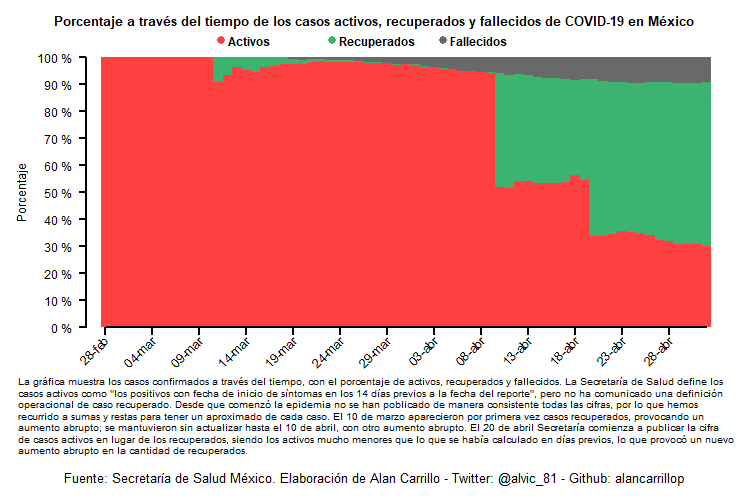 Porcentaje a través del tiempo de los casos activos, recuperados y fallecidos de COVID-19 en México
Activos Recuperados Fallecidos
Porcentaje
100 %
90 %
80 %
70 %
60 %
50 %
40 %
30 %
20 %
10 %
0 %
28-feb 04-mar 09-mar 14-mar 19-mar 24-mar 29-mar 03-abr 08-abr 13-abr 18-abr 23-abr 28-abr
La gráfica muestra los casos confirmados a través del tiempo, con el porcentaje de activos, recuperados y fallecidos. La Secretaría de Salud define los
casos activos como "los positivos con fecha de inicio de síntomas en los 14 días previos a la fecha del reporte", pero no ha comunicado una definición
operacional de caso recuperado. Desde que comenzó la epidemia no se han poblicado de manera consistente todas las cifras, por lo que hemos
recurrido a sumas y restas para tener un aproximado de cada caso. El 10 de marzo aparecieron por primera vez casos recuperados, provocando un
aumento abrupto; se mantuvieron sin actualizar hasta el 10 de abril, con otro aumento abrupto. El 20 de abril Secretaría comienza a publicar la cifra
de casos activos en lugar de los recuperados, siendo los activos mucho menores que lo que se había calculado en días previos, lo que provocó un nuevo
aumento abrupto en la cantidad de recuperados.
Fuente: Secretaría de Salud México. Elaboración de Alan Carrillo - Twitter: @alvic_81 - Github: alancarrillop